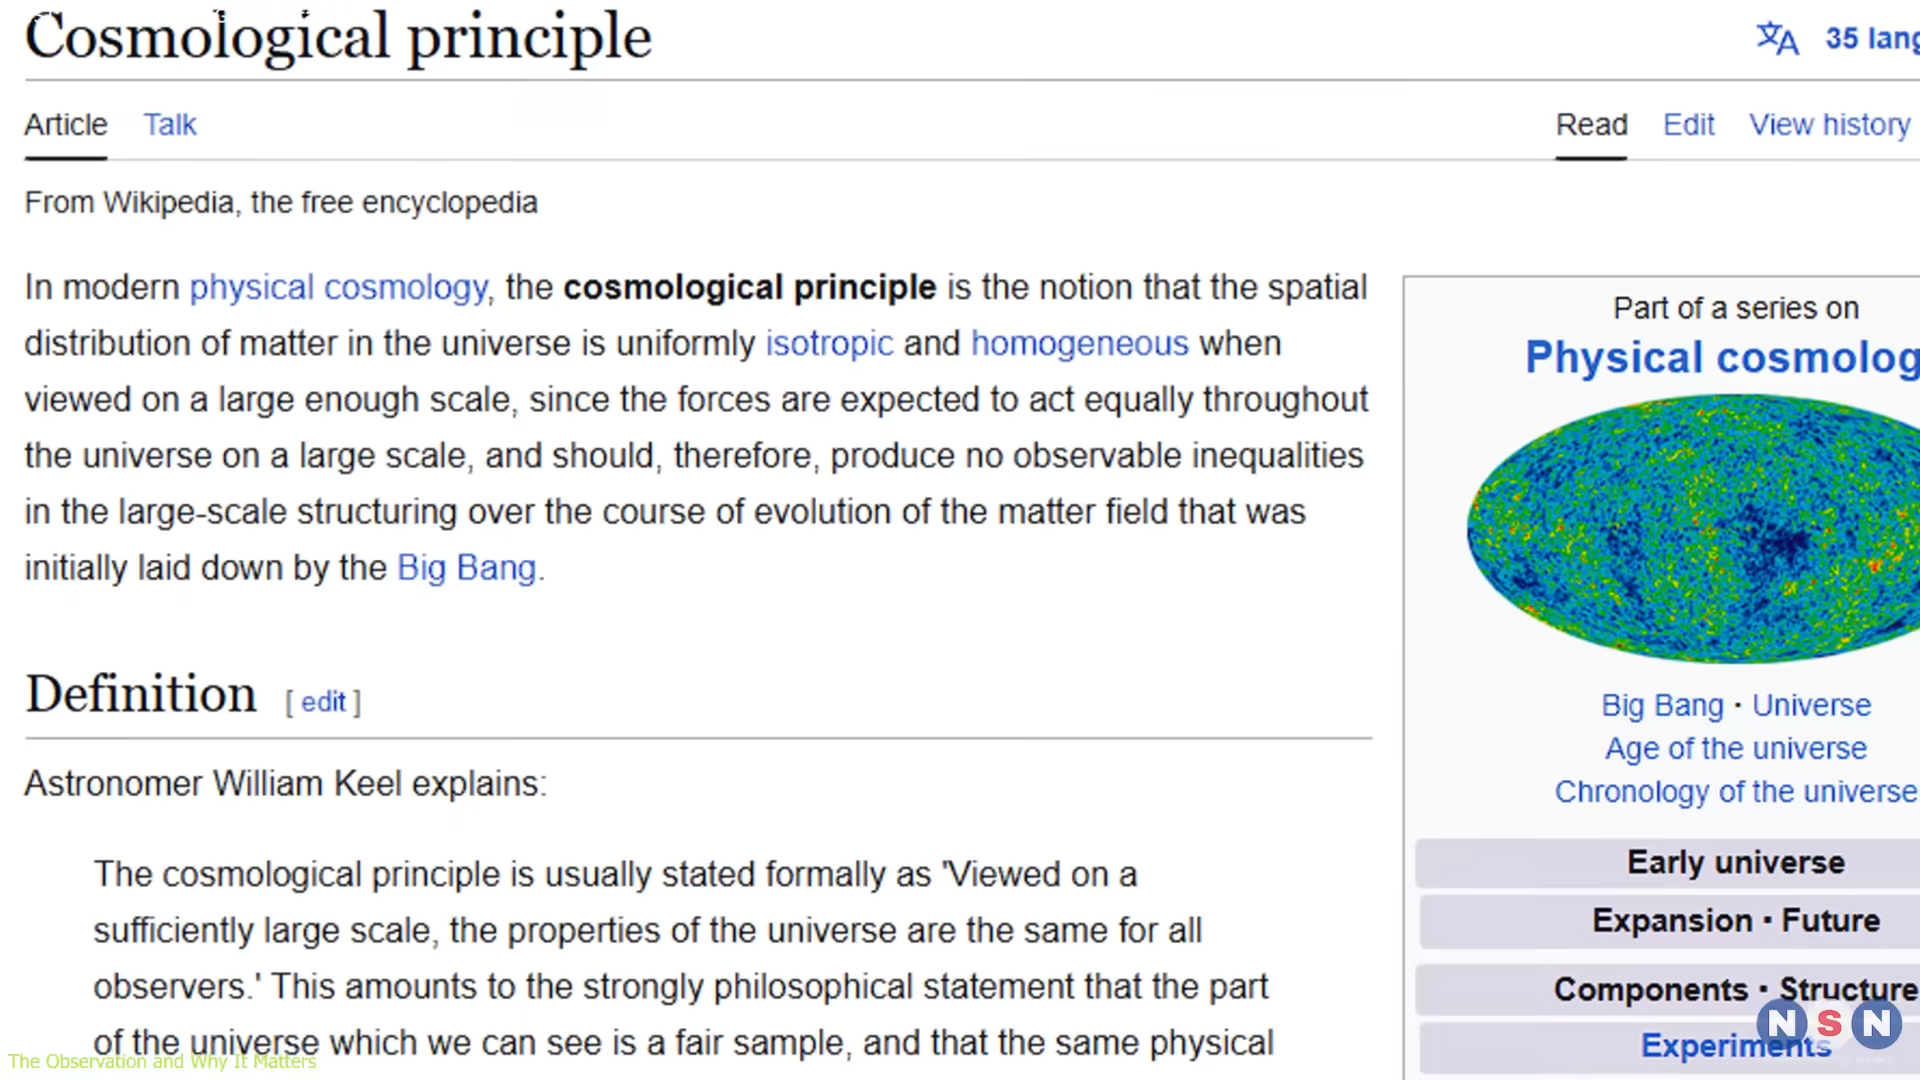 Cosmological principle
35 lang
Article Talk
Read Edit View history
From Wikipedia, the free encyclopedia
In modern physical cosmology, the cosmological principle is the notion that the spatial
distribution of matter in the universe is uniformly isotropic and homogeneous when
viewed on a large enough scale, since the forces are expected to act equally throughout
the universe on a large scale, and should, therefore, produce no observable inequalities
in the large-scale structuring over the course of evolution of the matter field that was
initially laid down by the Big Bang.
Definition [ edit ]
Astronomer William Keel explains:
The cosmological principle is usually stated formally as 'Viewed on a
sufficiently large scale, the properties of the universe are the same for all
observers.' This amounts to the strongly philosophical statement that the part
of the universe which we can see is a fair sample, and that the same physical
Part of a series on
Physical cosmolog
Big Bang · Universe
Age of the universe
Chronology of the universe
Early universe
Expansion · Future
Components · Structure
Experiments
NSN
The Observation and Why It Matters